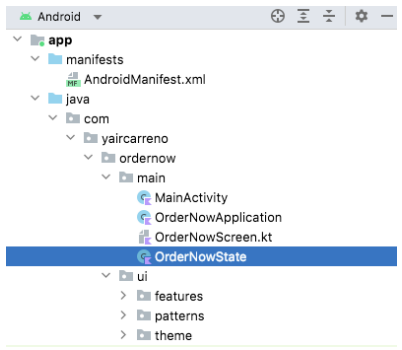 Android
app
manifests
MF AndroidManifest.xml
java
com
yaircarreno
ordernow
main
MainActivity
OrderNowApplication
OrderNowScreen.kt
OrderNowState
ui
features
patterns
theme